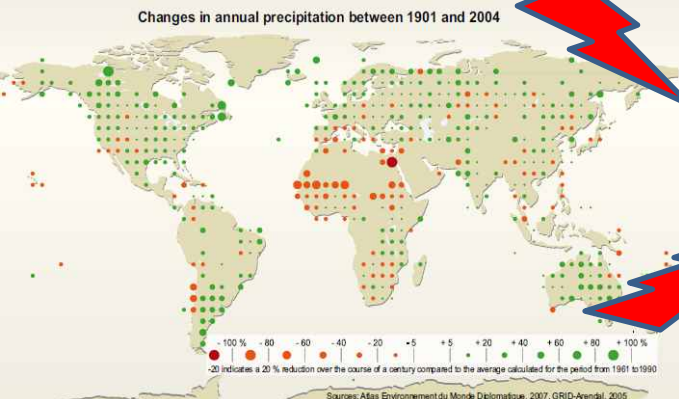 Changes in annual precipitation between 1901 and 2004
- 100 % - 80 - 60 - 40 - 20 - 5 + 5 + 20 + 40 + 60 + 80 + 100 %
-20 indicates a 20 % reduction over the course of a century compared to the average calculated for the period from 1961 to1990
Sources: Atlas Environnement du Monde Diplomatique, 2007, GRID-Arendal, 2005